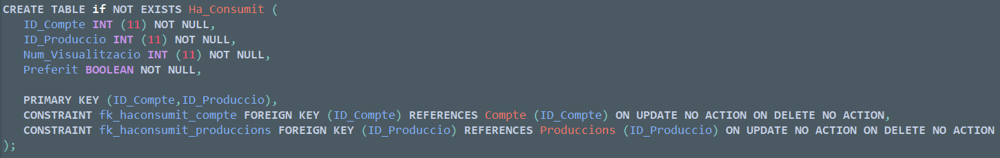 CREATE TABLE if NOT EXISTS Ha_Consumit (
ID_Compte INT (11) NOT NULL,
ID_Produccio INT (11) NOT NULL,
Num_Visualitzacio INT (11) NOT NULL,
Preferit BOOLEAN NOT NULL,
PRIMARY KEY (ID_Compte,ID_Produccio),
CONSTRAINT fk_haconsumit_compte FOREIGN KEY (ID_Compte) REFERENCES Compte (ID_Compte) ON UPDATE NO ACTION ON DELETE NO ACTION,
CONSTRAINT fk_haconsumit_produccions FOREIGN KEY (ID_Produccio) REFERENCES Produccions (ID_Produccio) ON UPDATE NO ACTION ON DELETE NO ACTION
);